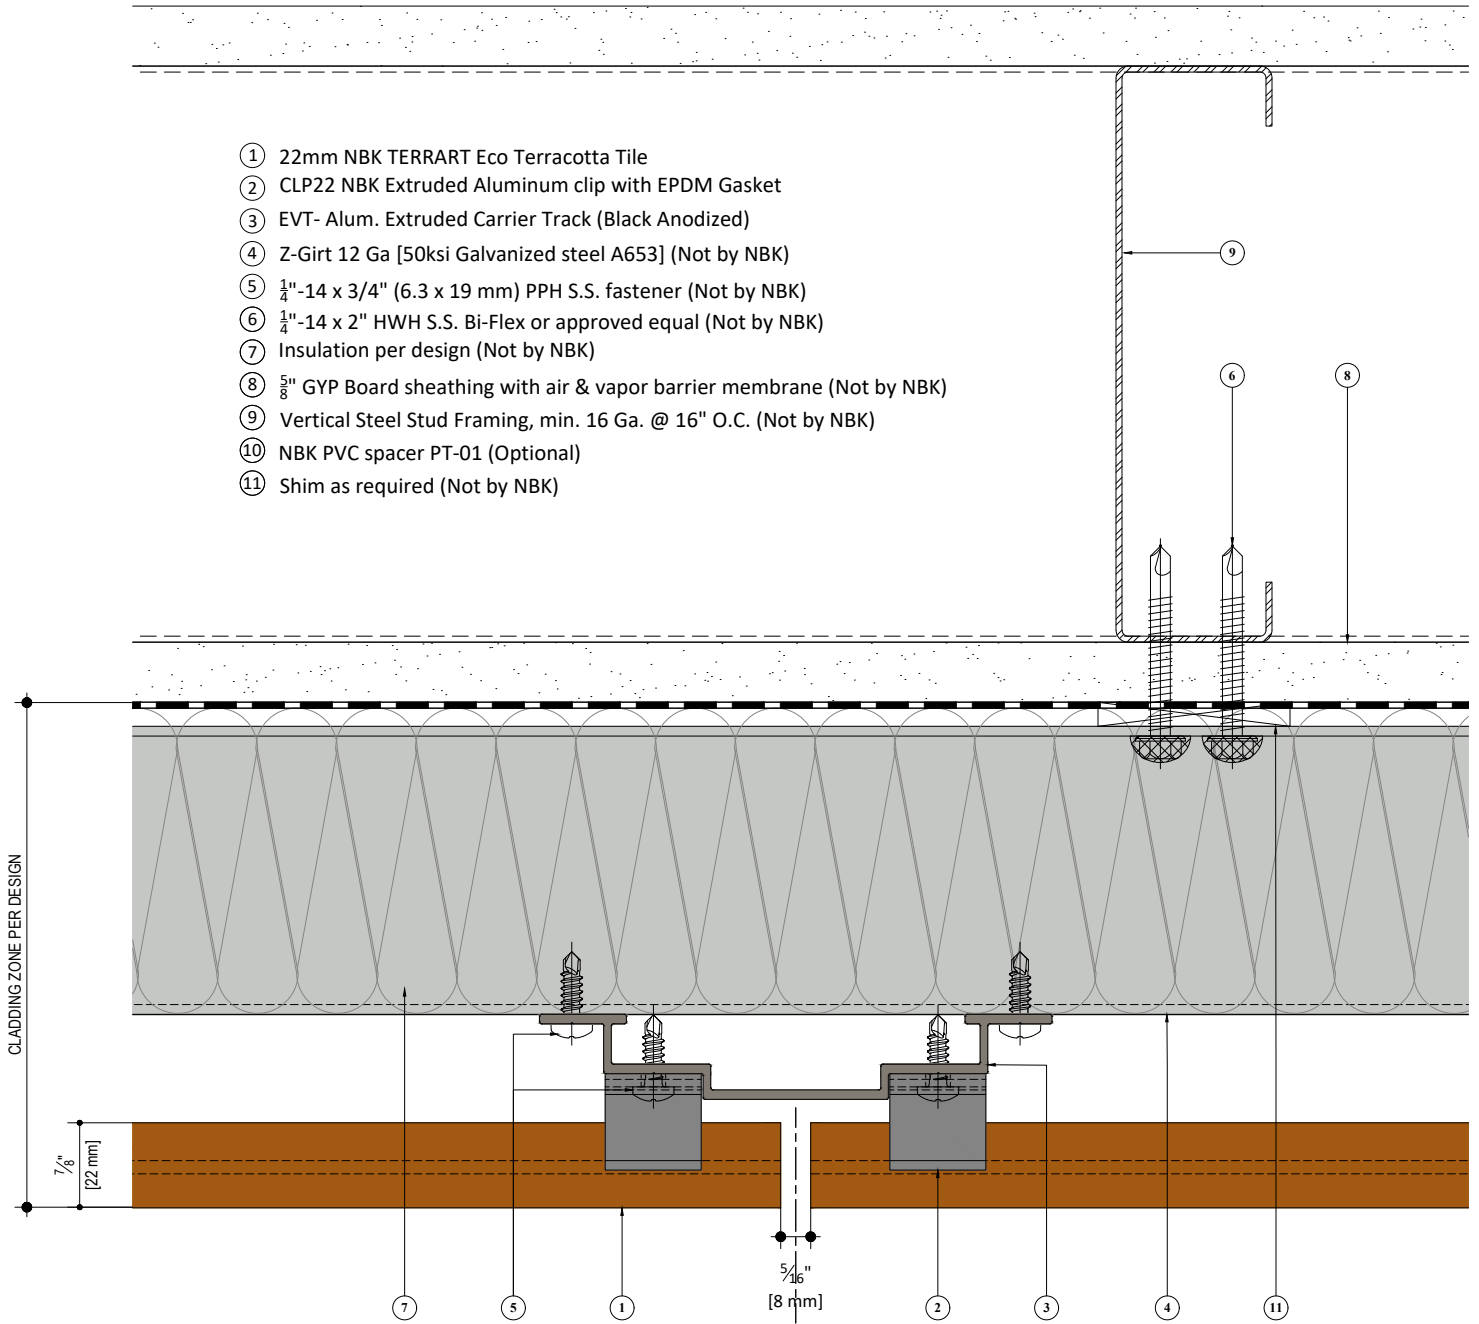 1 22mm NBK TERRART Eco Terracotta Tile
2 CLP22 NBK Extruded Aluminum clip with EPDM Gasket
3 EVT- Alum. Extruded Carrier Track (Black Anodized)
4 Z-Girt 12 Ga [50ksi Galvanized steel A653] (Not by NBK)
5 1/4"-14 x 3/4" (6.3 x 19 mm) PPH S.S. fastener (Not by NBK)
6 1/4"-14 x 2" HWH S.S. Bi-Flex or approved equal (Not by NBK)
7 Insulation per design (Not by NBK)
8 5/8" GYP Board sheathing with air & vapor barrier membrane (Not by NBK)
9 Vertical Steel Stud Framing, min. 16 Ga. @ 16" O.C. (Not by NBK)
10 NBK PVC spacer PT-01 (Optional)
11 Shim as required (Not by NBK)
9
6
8
CLADDING ZONE PER DESIGN
7/8"
[22 mm]
5/16"
[8 mm]
7
5
1
2
3
4
11